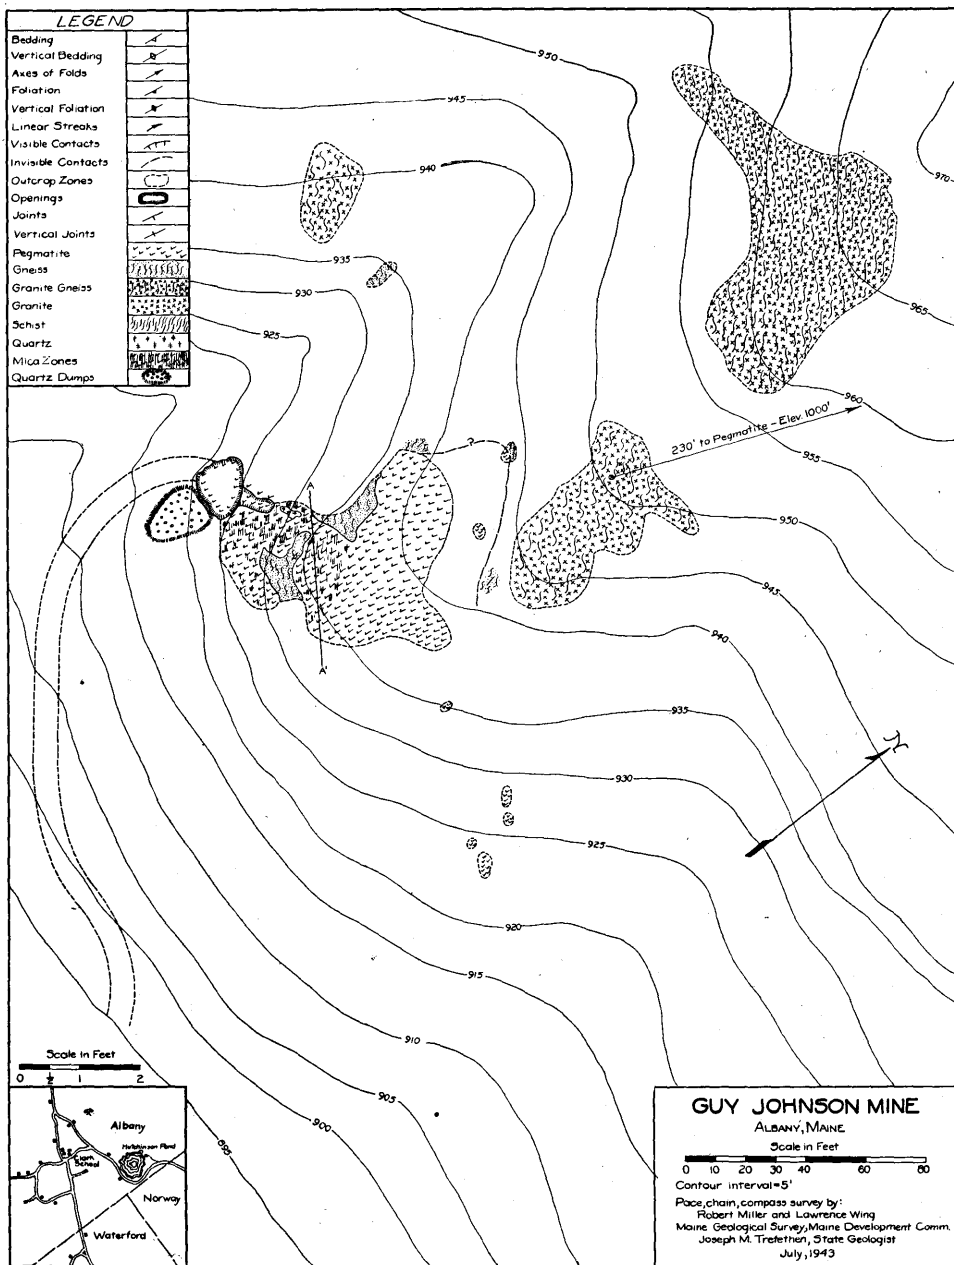 LEGEND
Bedding
Vertical Bedding
Axes of Folds
Foliation
Vertical Foliation
Linear Streaks
Visible Contacts
Invisible Contacts
Outcrop Zones
Openings
Joints
Vertical Joints
Pegmatite
Gneiss
Granite Gneiss
Granite
Schist
Quartz
Mica Zones
Quartz Dumps
950
945
940
970
935
930
965
925
960
230' to Pegmatite - Elev. 1000'
?
955
A
950
945
940
A'
935
930
925
920
915
910
905
900
895
Scale in Feet
0 1 2
Albany
Hutchinson Pond
Clark
School
Norway
Waterford
GUY JOHNSON MINE
ALBANY, MAINE
Scale in Feet
0 10 20 30 40 60 80
Contour interval=5'
Pace, chain, compass survey by:
Robert Miller and Lawrence Wing
Maine Geological Survey, Maine Development Comm.
Joseph M. Trefethen, State Geologist
July, 1943